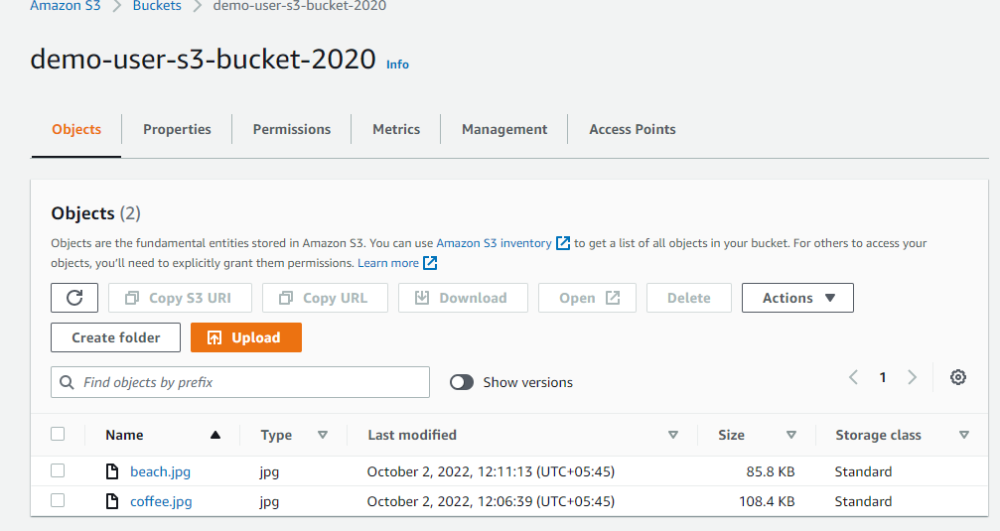 Amazon S3 > Buckets > demo-user-s3-bucket-2020
demo-user-s3-bucket-2020 Info
Objects Properties Permissions Metrics Management Access Points
Objects (2)
Objects are the fundamental entities stored in Amazon S3. You can use Amazon S3 inventory to get a list of all objects in your bucket. For others to access your
objects, you'll need to explicitly grant them permissions. Learn more
Copy S3 URI Copy URL Download Open Delete Actions
Create folder Upload
Find objects by prefix Show versions 1
Name Type Last modified Size Storage class
beach.jpg jpg October 2, 2022, 12:11:13 (UTC+05:45) 85.8 KB Standard
coffee.jpg jpg October 2, 2022, 12:06:39 (UTC+05:45) 108.4 KB Standard